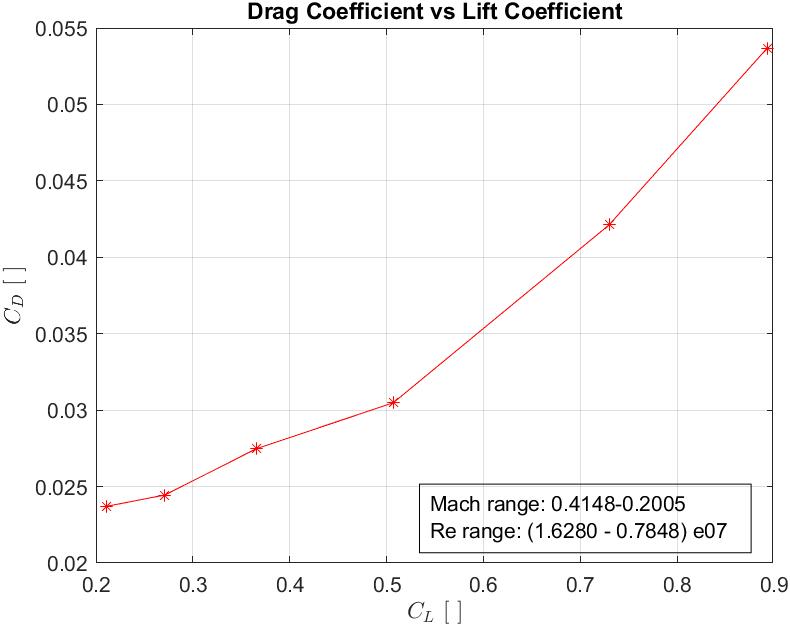 Drag Coefficient vs Lift Coefficient
0.055
0.05
0.045
0.04
0.035
0.03
0.025
0.02
C_D [ ]
Mach range: 0.4148-0.2005
Re range: (1.6280 - 0.7848) e07
0.2 0.3 0.4 0.5 0.6 0.7 0.8 0.9
C_L [ ]